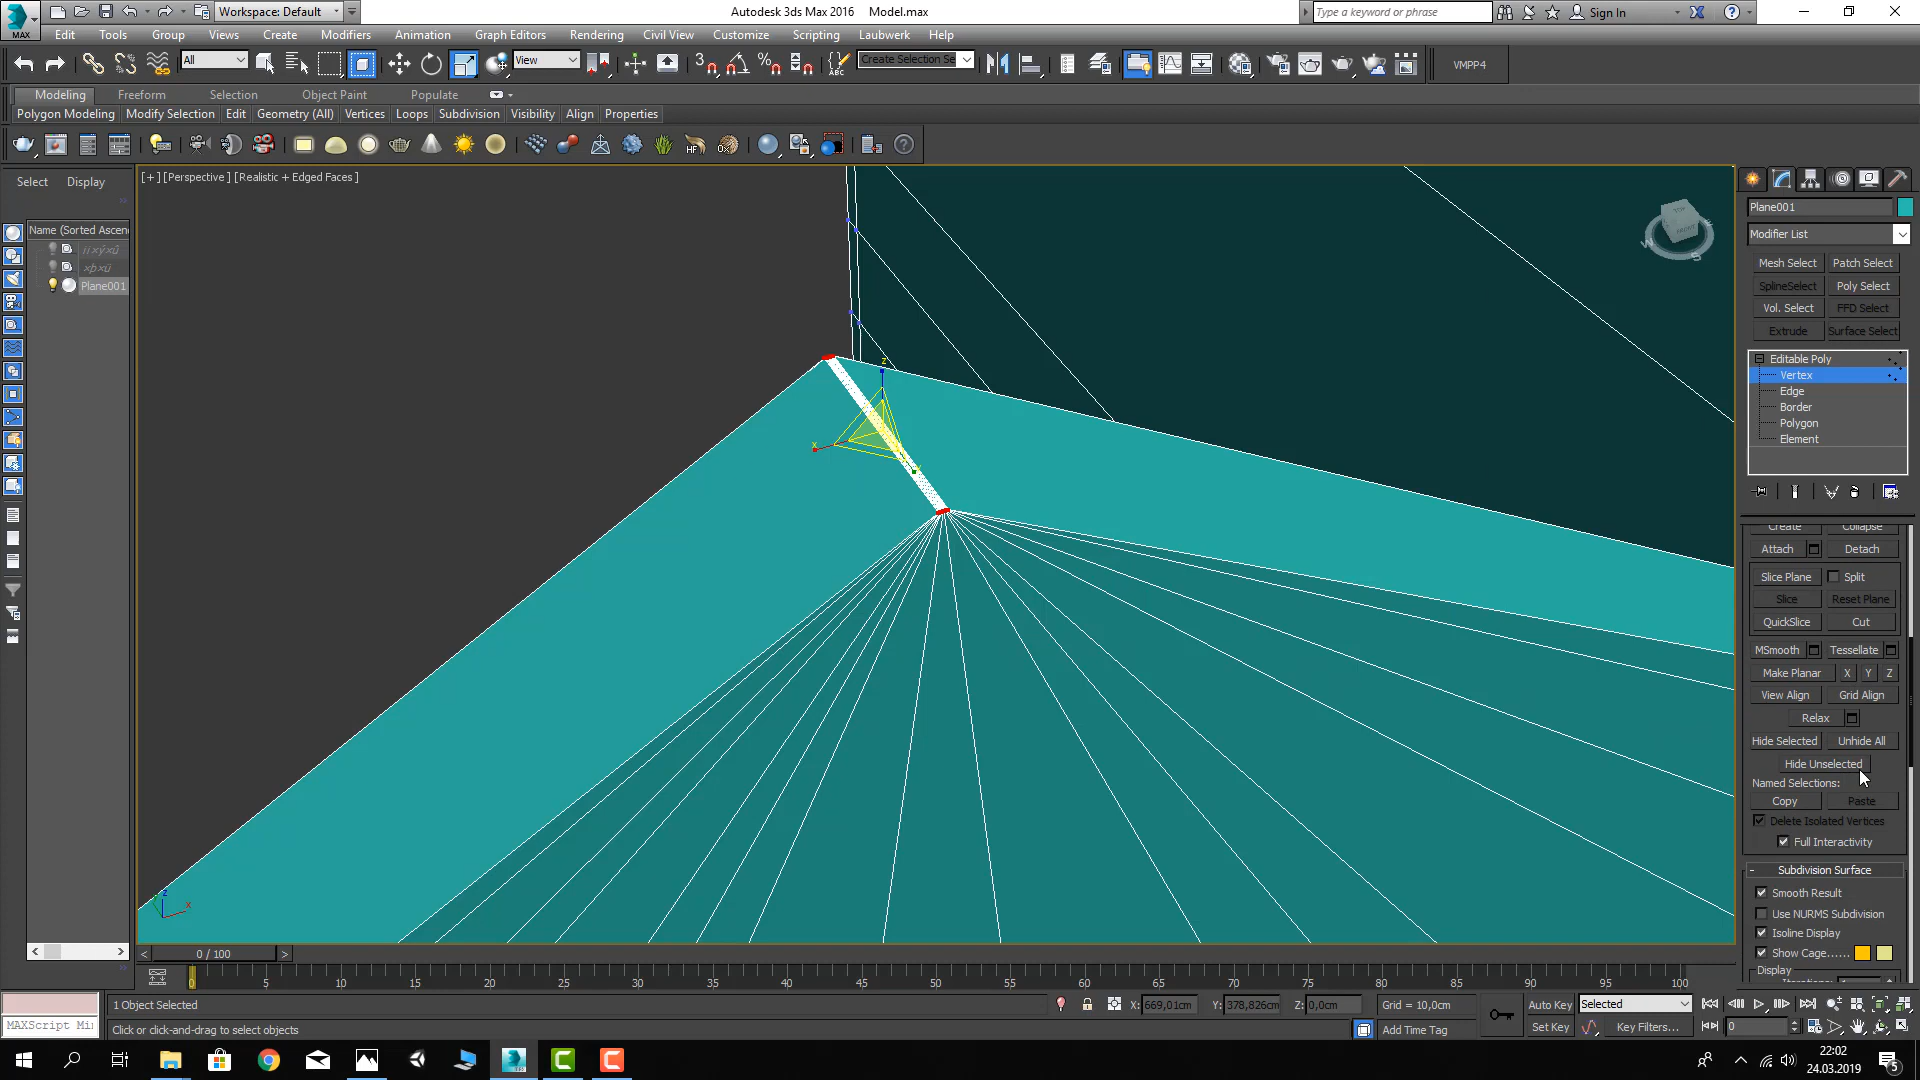 Workspace: Default
Autodesk 3ds Max 2016 Model.max
Type a keyword or phrase
Sign In
MAX
Edit Tools Group Views Create Modifiers Animation Graph Editors Rendering Civil View Customize Scripting Laubwerk Help
All
View
3
ABC
Create Selection Se
VMPP4
Modeling Freeform Selection Object Paint Populate
Polygon Modeling Modify Selection Edit Geometry (All) Vertices Loops Subdivision Visibility Align Properties
HF
Select Display
[+] [Perspective ] [Realistic + Edged Faces ]
Name (Sorted Ascen
Plane001
z
x
FRONT
W
S
z
x
Plane001
Modifier List
Mesh Select Patch Select
SplineSelect Poly Select
Vol. Select FFD Select
Extrude Surface Select
Editable Poly
Vertex
Edge
Border
Polygon
Element
Create Collapse
Attach Detach
Slice Plane Split
Slice Reset Plane
QuickSlice Cut
MSmooth Tessellate
Make Planar X Y Z
View Align Grid Align
Relax
Hide Selected Unhide All
Hide Unselected
Named Selections:
Copy Paste
Delete Isolated Vertices
Full Interactivity
- Subdivision Surface
Smooth Result
Use NURMS Subdivision
Isoline Display
Show Cage......
Display
< 0 / 100 >
0 5 10 15 20 25 30 35 40 45 50 55 60 65 70 75 80 85 90 95 100
1 Object Selected
X: 669,01cm Y: 378,826cm Z: 0,0cm Grid = 10,0cm
Auto Key Selected
MAXScript Mi
Click or click-and-drag to select objects
Add Time Tag
Set Key Key Filters...
0
22:02
24.03.2019
5